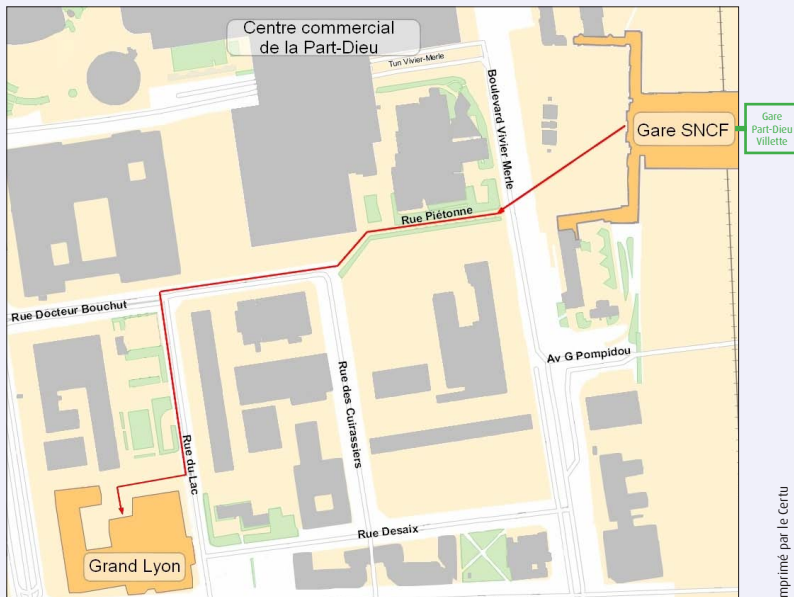 Centre commercial
de la Part-Dieu
Tun Vivier-Merle
Boulevard Vivier Merle
Gare SNCF
Gare
Part-Dieu
Villette
Rue Piétonne
Rue Docteur Bouchut
Av G Pompidou
Rue des Cuirassiers
Rue du Lac
Rue Desaix
Grand Lyon
mprimé par le Certu